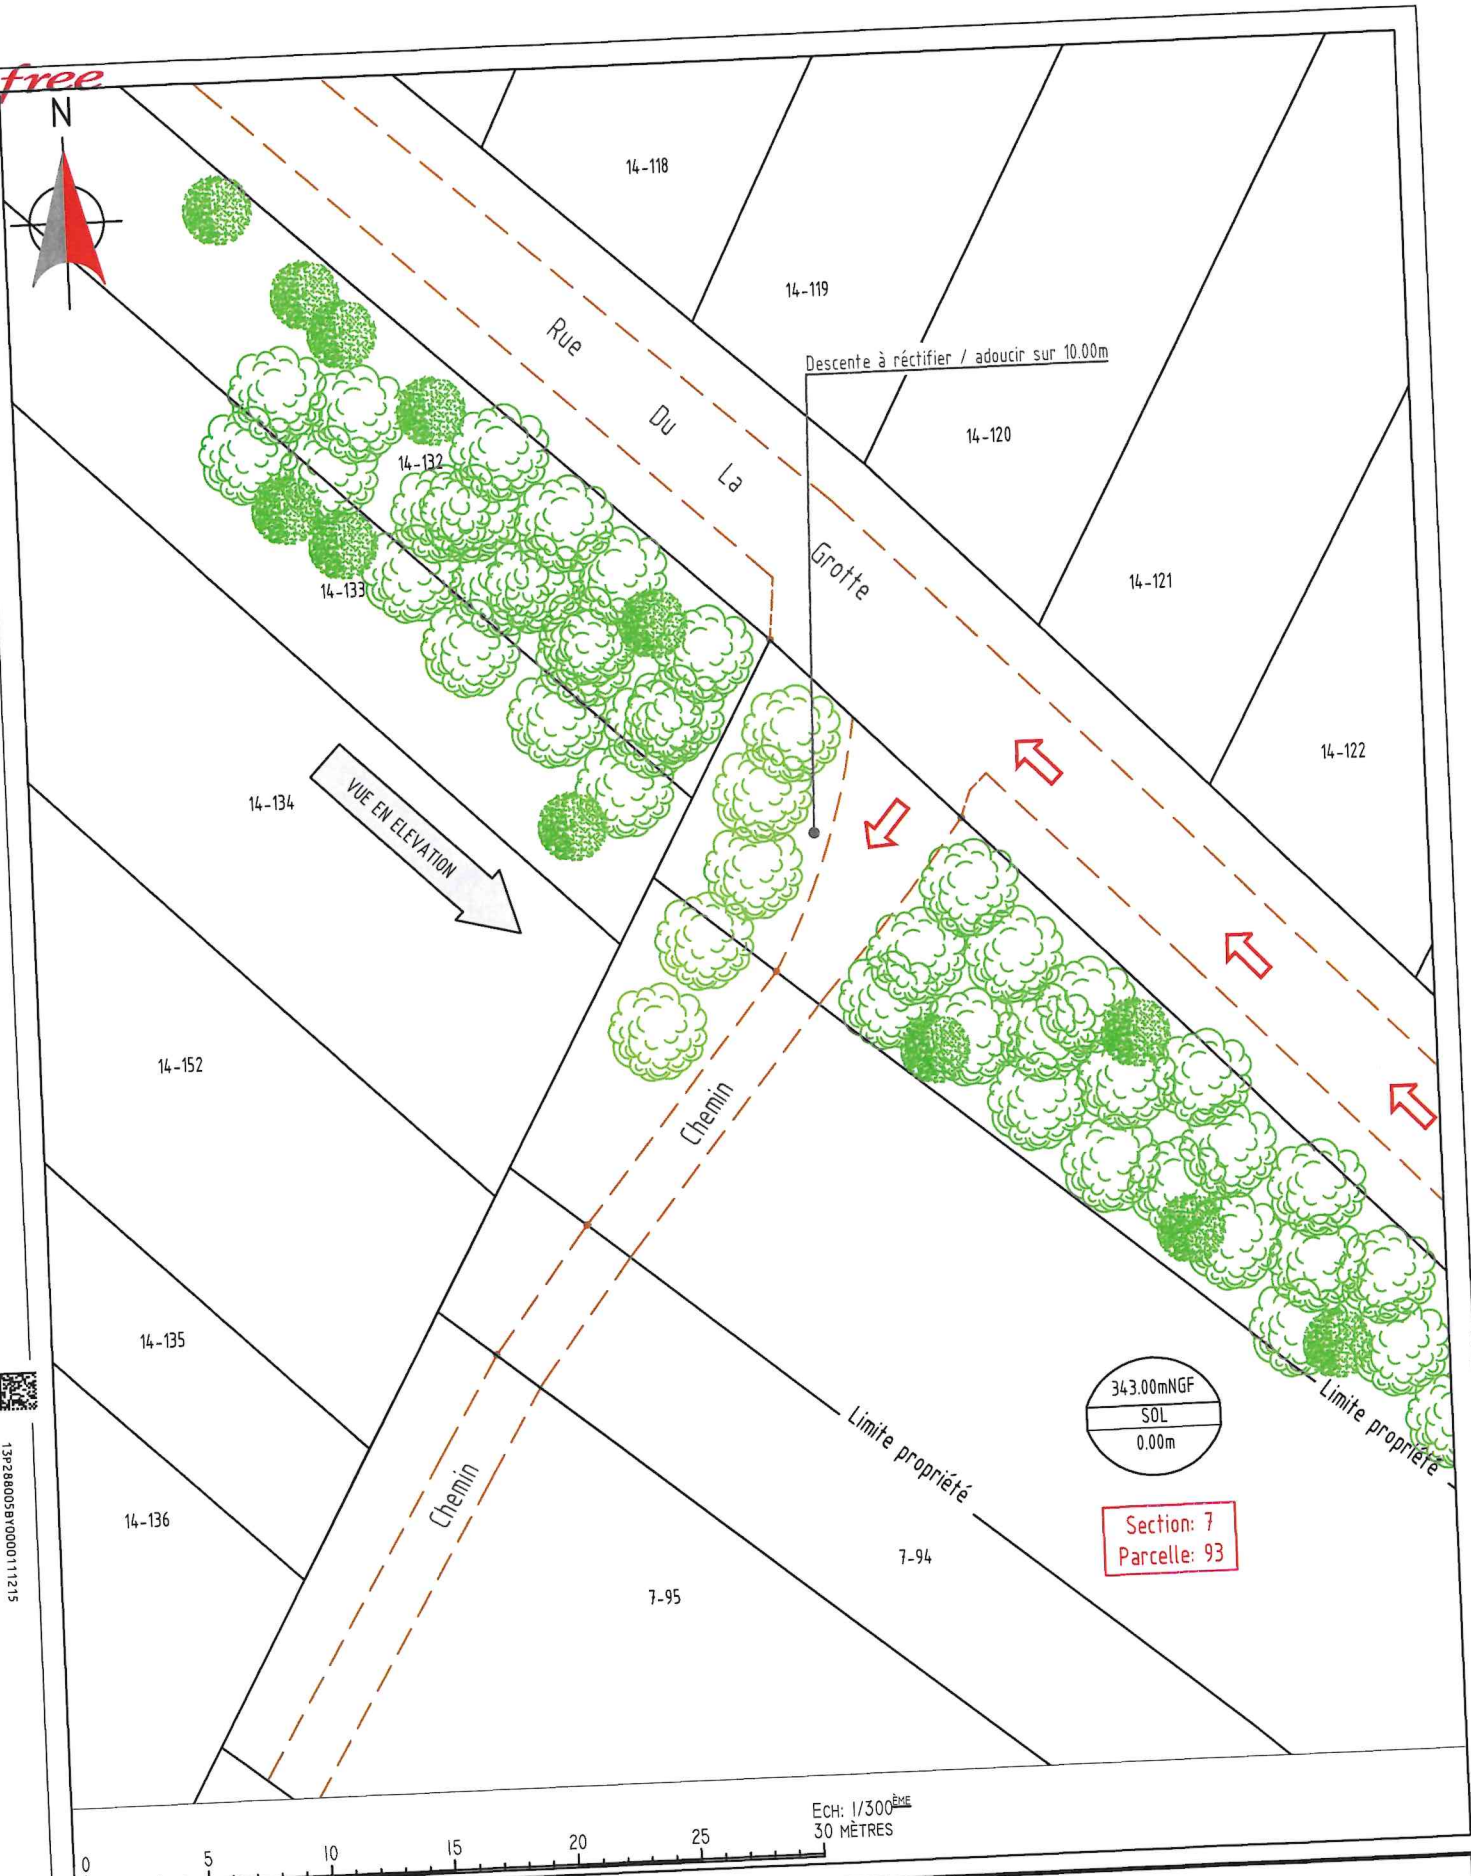 free
N
14-118
14-119
Rue
Descente à réctifier / adoucir sur 10.00m
Du
14-120
14-132
La
Grotte
14-121
14-133
14-122
14-134
VUE EN ELEVATION
14-152
Chemin
14-135
343.00mNGF
SOL
0.00m
Limite propriété
Limite propriété
Chemin
14-136
Section: 7
Parcelle: 93
7-94
7-95
13P288005BY0000111215
ECH: 1/300ÈME
0 5 10 15 20 25 30 MÈTRES